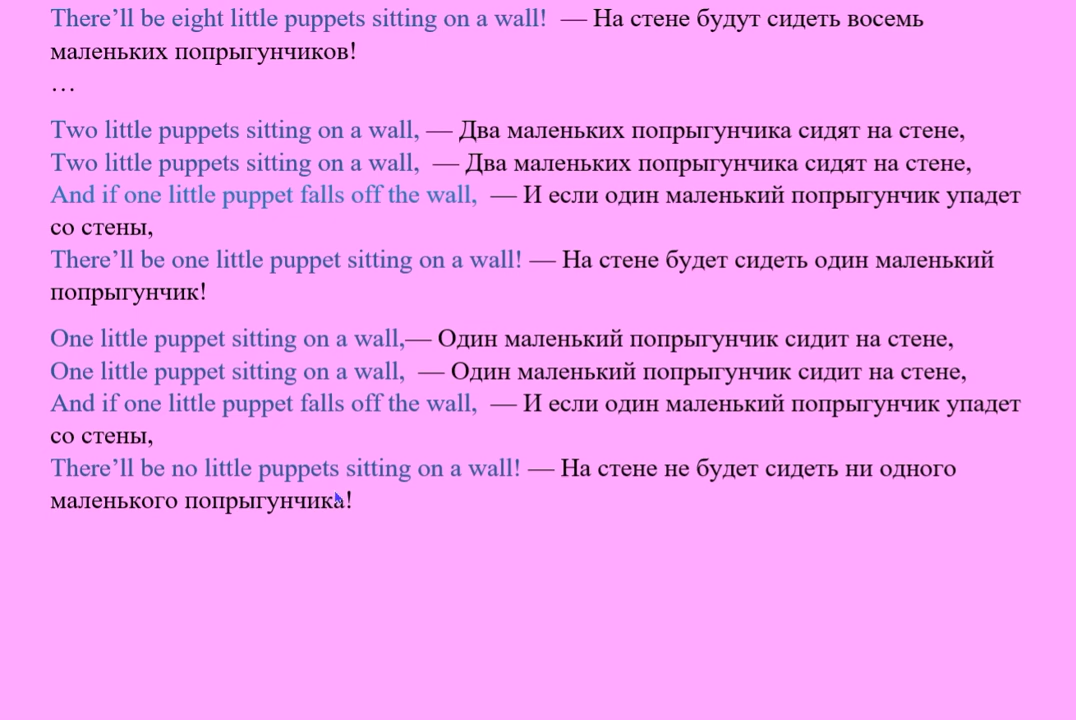 There’ll be eight little puppets sitting on a wall!  — На стене будут сидеть восемь
маленьких попрыгунчиков!
…
Two little puppets sitting on a wall, — Два маленьких попрыгунчика сидят на стене,
Two little puppets sitting on a wall,  — Два маленьких попрыгунчика сидят на стене,
And if one little puppet falls off the wall,  — И если один маленький попрыгунчик упадет
со стены,
There’ll be one little puppet sitting on a wall! — На стене будет сидеть один маленький
попрыгунчик!
One little puppet sitting on a wall,— Один маленький попрыгунчик сидит на стене,
One little puppet sitting on a wall,  — Один маленький попрыгунчик сидит на стене,
And if one little puppet falls off the wall,  — И если один маленький попрыгунчик упадет
со стены,
There’ll be no little puppets sitting on a wall! — На стене не будет сидеть ни одного
маленького попрыгунчика!